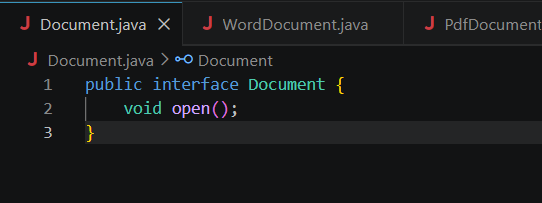 Document.java
WordDocument.java
PdfDocument
Document.java > Document
1 public interface Document {
2     void open();
3 }